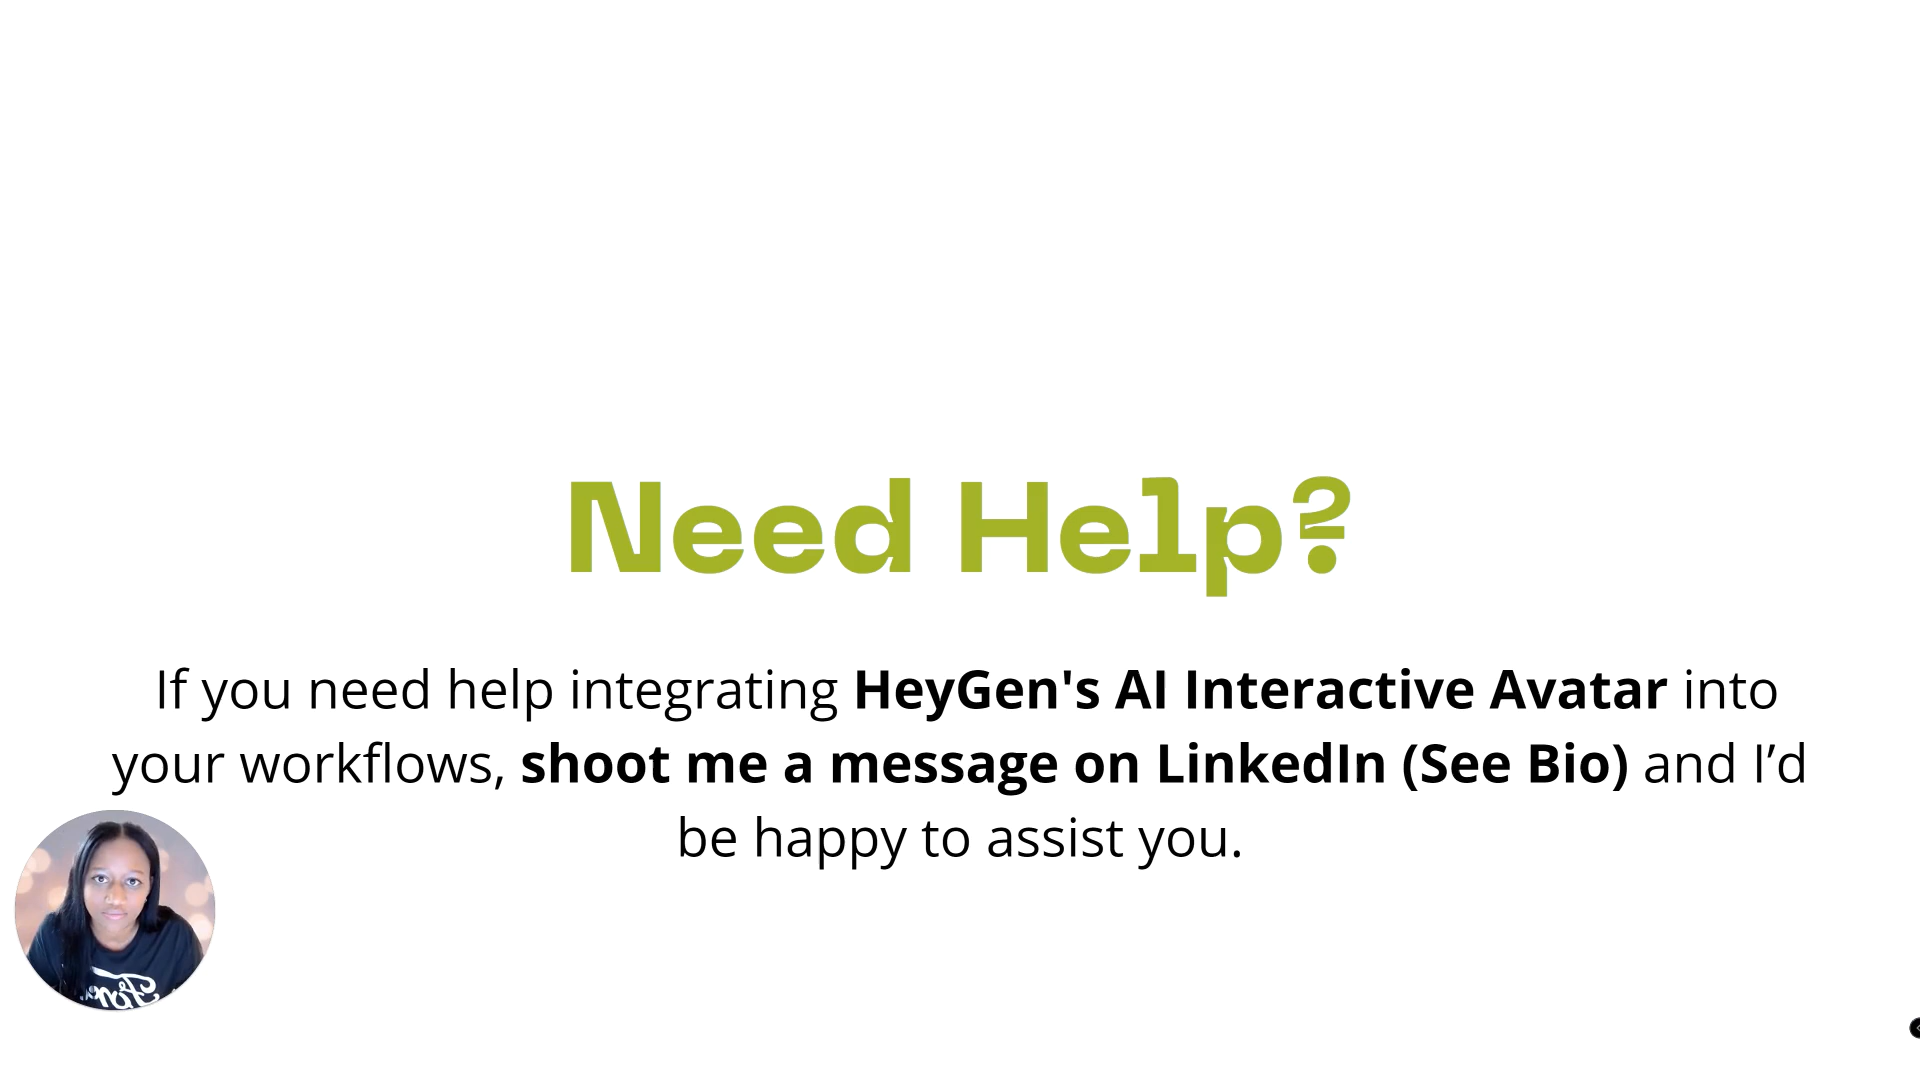 Need Help?
If you need help integrating HeyGen's AI Interactive Avatar into
your workflows, shoot me a message on LinkedIn (See Bio) and I’d
be happy to assist you.